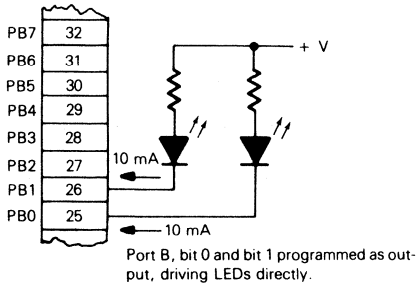 PB7 32
PB6 31
PB5 30
PB4 29
PB3 28
PB2 27
PB1 26
PB0 25
+ V
10 mA
10 mA
Port B, bit 0 and bit 1 programmed as out-
put, driving LEDs directly.